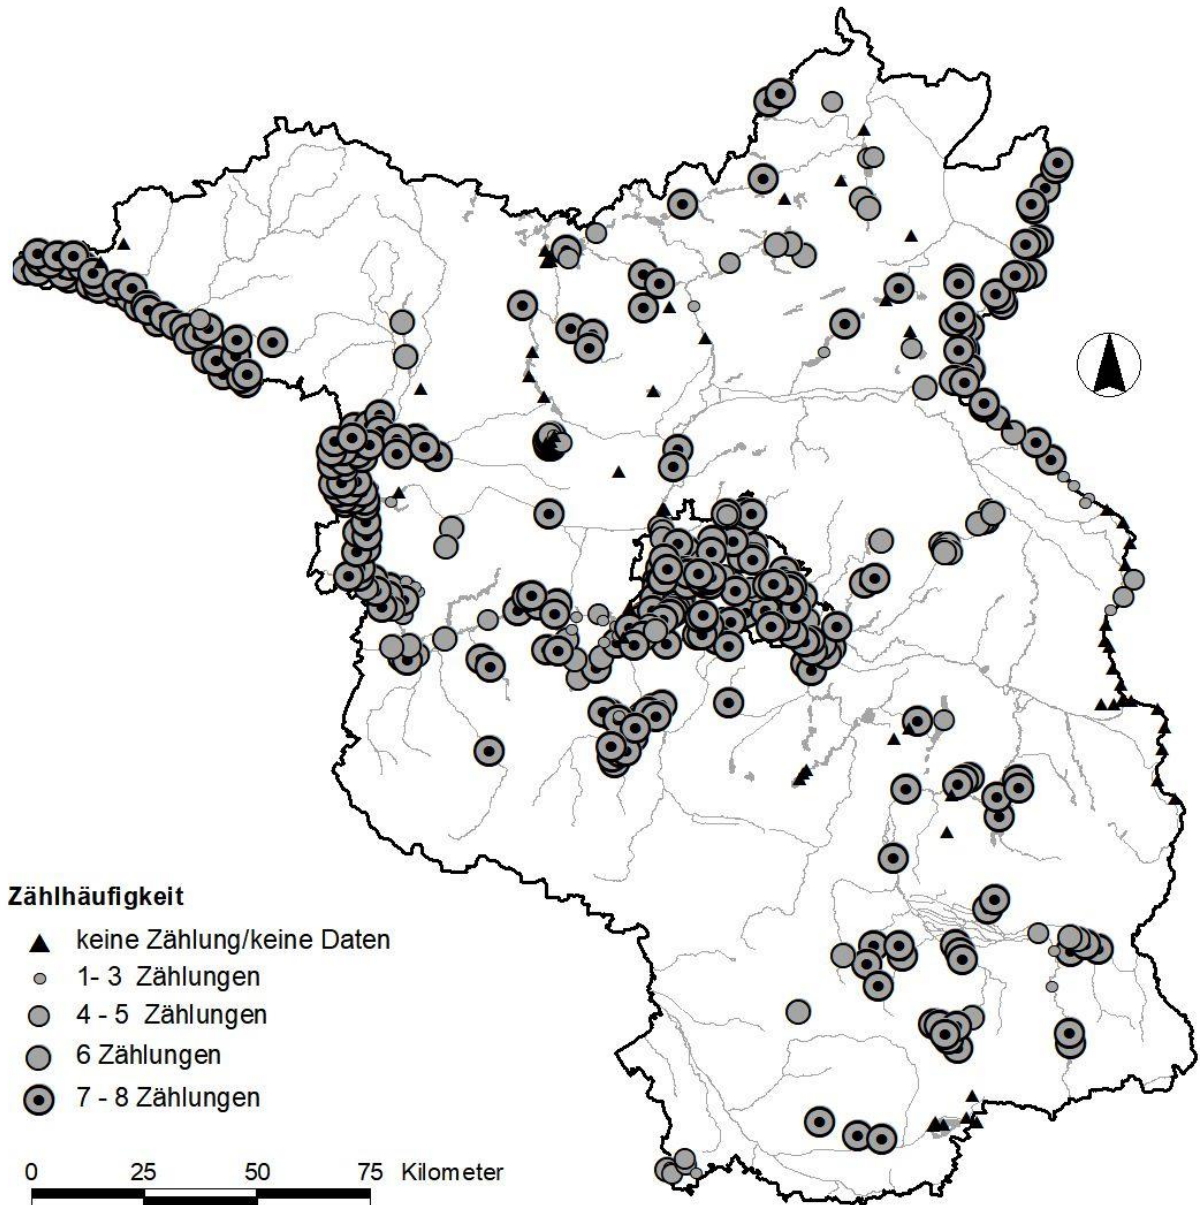 Zählhäufigkeit
keine Zählung/keine Daten
1- 3 Zählungen
4 - 5 Zählungen
6 Zählungen
7 - 8 Zählungen
0 25 50 75 Kilometer